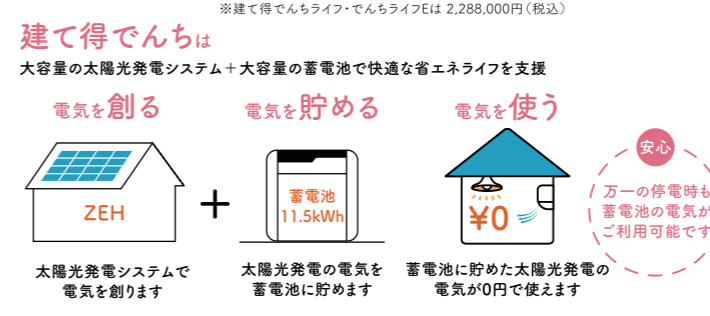 ※建て得でんちライフ・でんちライフEは 2,288,000円（税込）
建て得でんちは
大容量の太陽光発電システム＋大容量の蓄電池で快適な省エネライフを支援
電気を創る
電気を貯める
電気を使う
ZEH
＋
蓄電池
11.5kWh
¥0
安心
万一の停電時も
蓄電池の電気が
ご利用可能です
太陽光発電システムで
電気を創ります
太陽光発電の電気を
蓄電池に貯めます
蓄電池に貯めた太陽光発電の
電気が0円で使えます